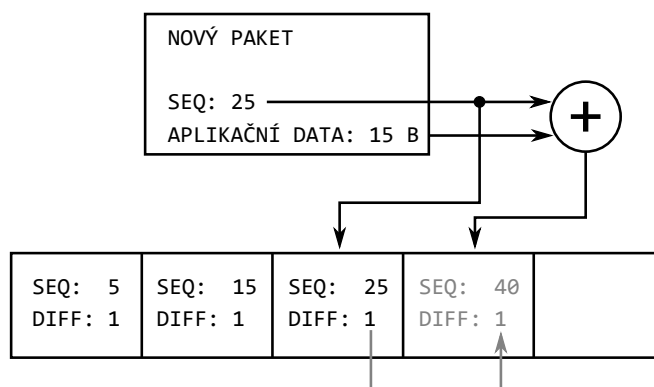 NOVÝ PAKET
SEQ: 25
APLIKAČNÍ DATA: 15 B
+
SEQ: 5
DIFF: 1
SEQ: 15
DIFF: 1
SEQ: 25
DIFF: 1
SEQ: 40
DIFF: 1